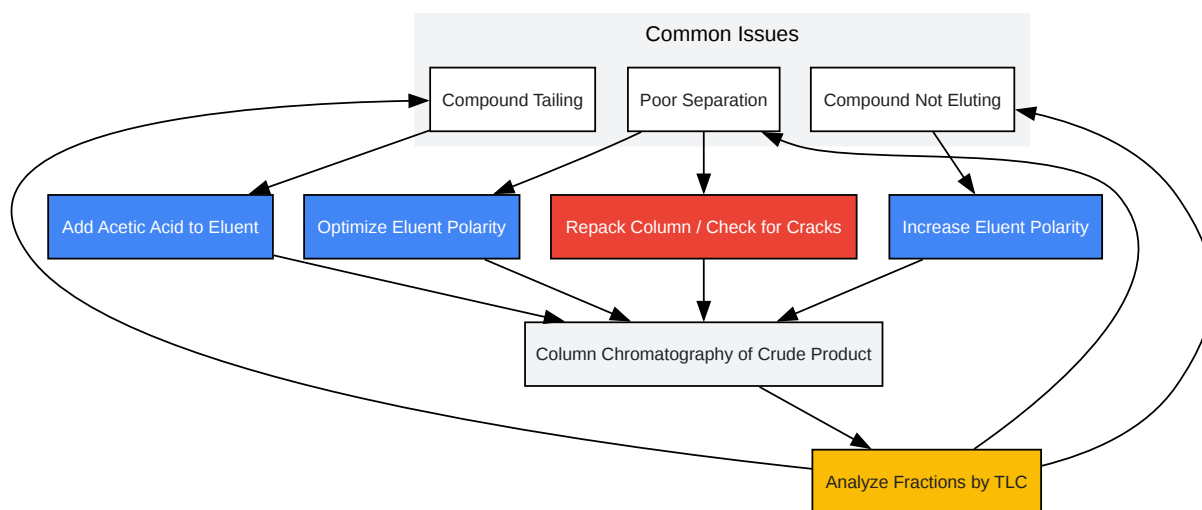 Common Issues
Compound Tailing
Poor Separation
Compound Not Eluting
Add Acetic Acid to Eluent
Optimize Eluent Polarity
Repack Column / Check for Cracks
Increase Eluent Polarity
Column Chromatography of Crude Product
Analyze Fractions by TLC